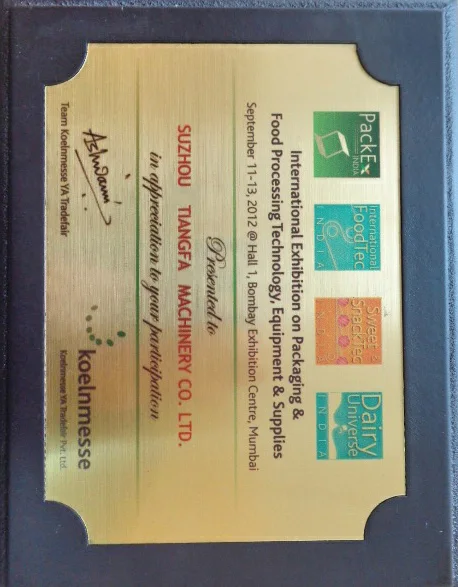 PackEx
INDIA
International
FoodTec
INDIA
Sweet
SnackTec
INDIA
Dairy
Universe
INDIA
International Exhibition on Packaging &
Food Processing Technology, Equipment & Supplies
September 11-13, 2012 @ Hall 1, Bombay Exhibition Centre, Mumbai
Presented to
SUZHOU TIANGFA MACHINERY CO. LTD.
in appreciation to your participation
Team Koelnmesse YA Tradefair
koelnmesse
Koelnmesse YA Tradefair Pvt. Ltd.